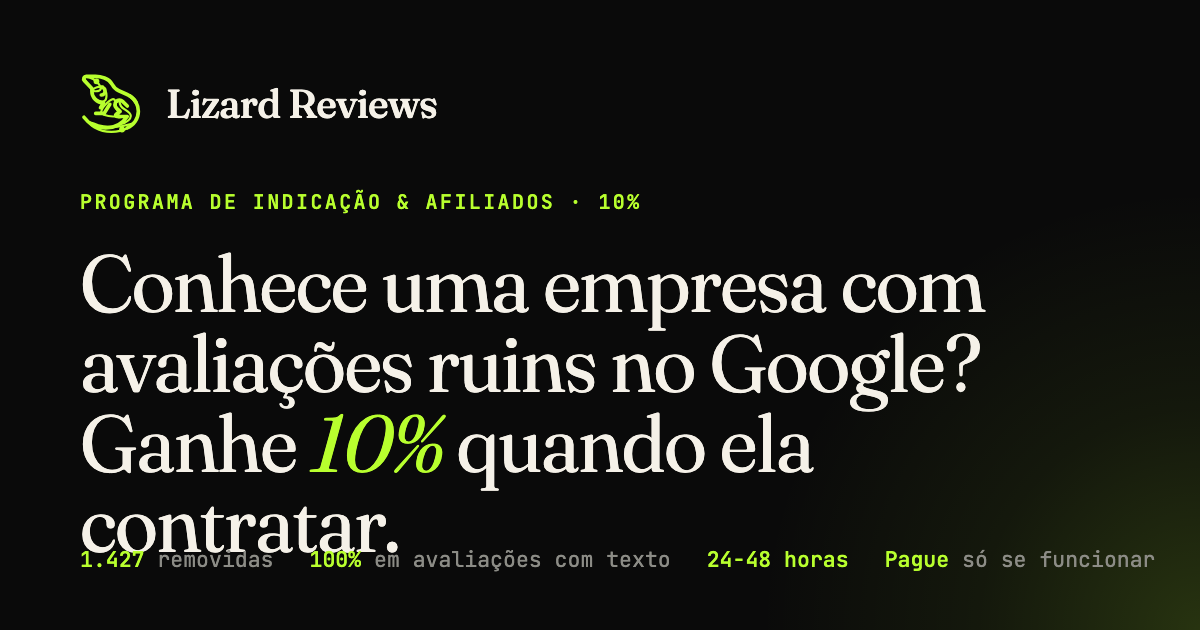 Lizard Reviews
PROGRAMA DE INDICAÇÃO & AFILIADOS · 10%
Conhece uma empresa com
avaliações ruins no Google?
Ganhe 10% quando ela
contratar.
1.427 removidas 100% em avaliações com texto 24-48 horas Pague só se funcionar